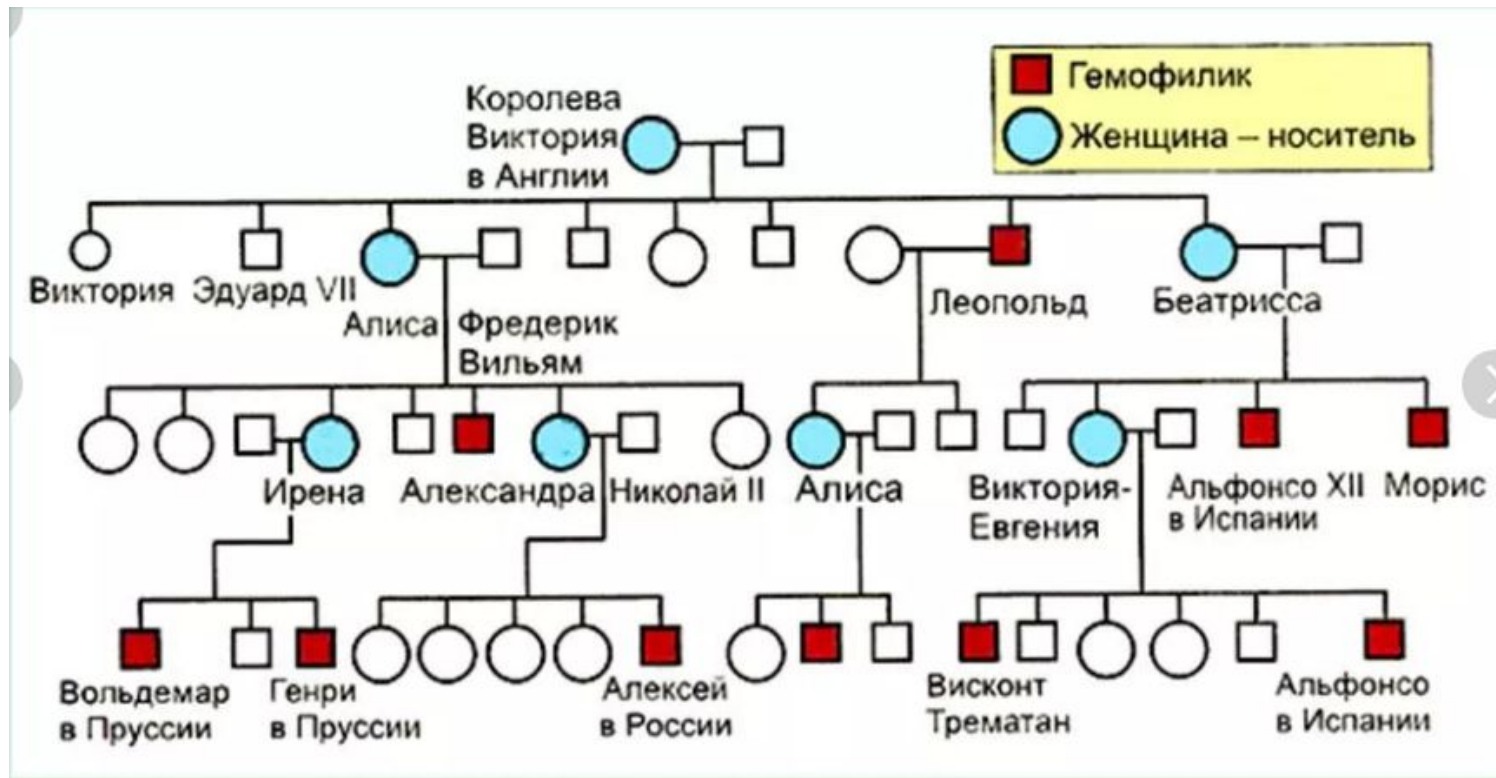 Гемофилик
Женщина – носитель
Королева
Виктория
в Англии
Виктория
Эдуард VII
Алиса
Фредерик
Вильям
Леопольд
Беатрисса
Ирена
Александра
Николай II
Алиса
Виктория-
Евгения
Альфонсо XII
в Испании
Морис
Вольдемар
в Пруссии
Генри
в Пруссии
Алексей
в России
Висконт
Трематан
Альфонсо
в Испании